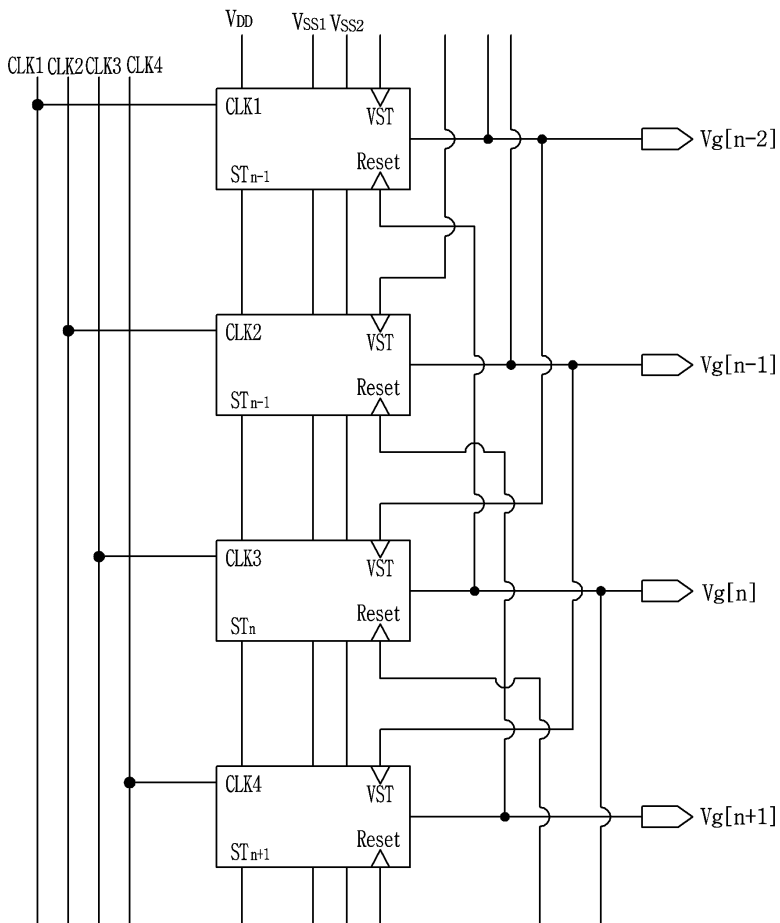 VDD
VSS1 VSS2
CLK1 CLK2 CLK3 CLK4
CLK1
VST
Vg[n-2]
Reset
STn-1
CLK2
VST
Vg[n-1]
Reset
STn-1
CLK3
VST
Vg[n]
Reset
STn
CLK4
VST
Vg[n+1]
Reset
STn+1